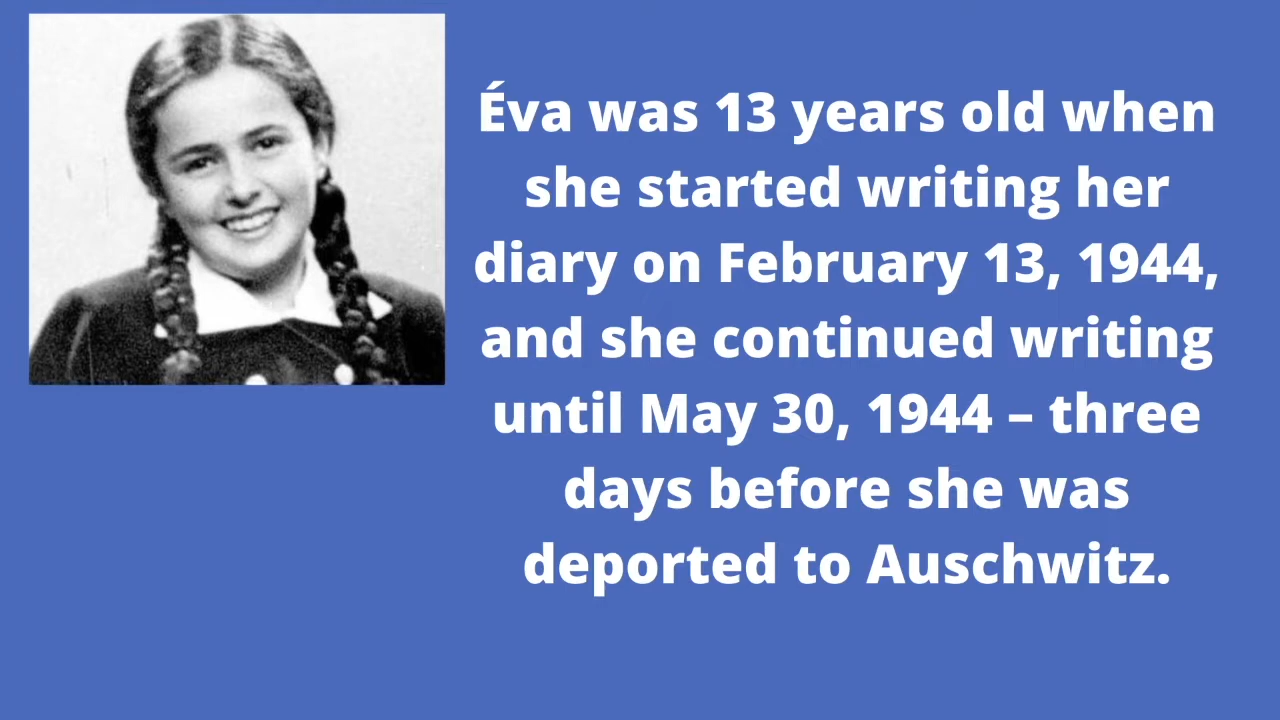 Éva was 13 years old when
she started writing her
diary on February 13, 1944,
and she continued writing
until May 30, 1944 – three
days before she was
deported to Auschwitz.